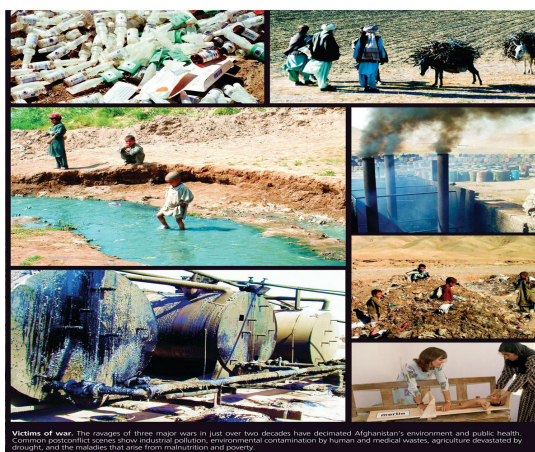 merlin
Victims of war. The ravages of three major wars in just over two decades have decimated Afghanistan's environment and public health.
Common postconflict scenes show industrial pollution, environmental contamination by human and medical wastes, agriculture devastated by
drought, and the maladies that arise from malnutrition and poverty.